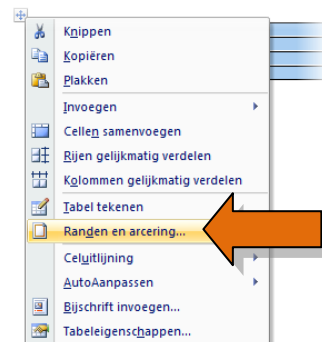 Knippen
Kopiëren
Plakken
Invoegen
Cellen samenvoegen
Rijen gelijkmatig verdelen
Kolommen gelijkmatig verdelen
Tabel tekenen
Randen en arcering...
Celuitlijning
AutoAanpassen
Bijschrift invoegen...
Tabeleigenschappen...